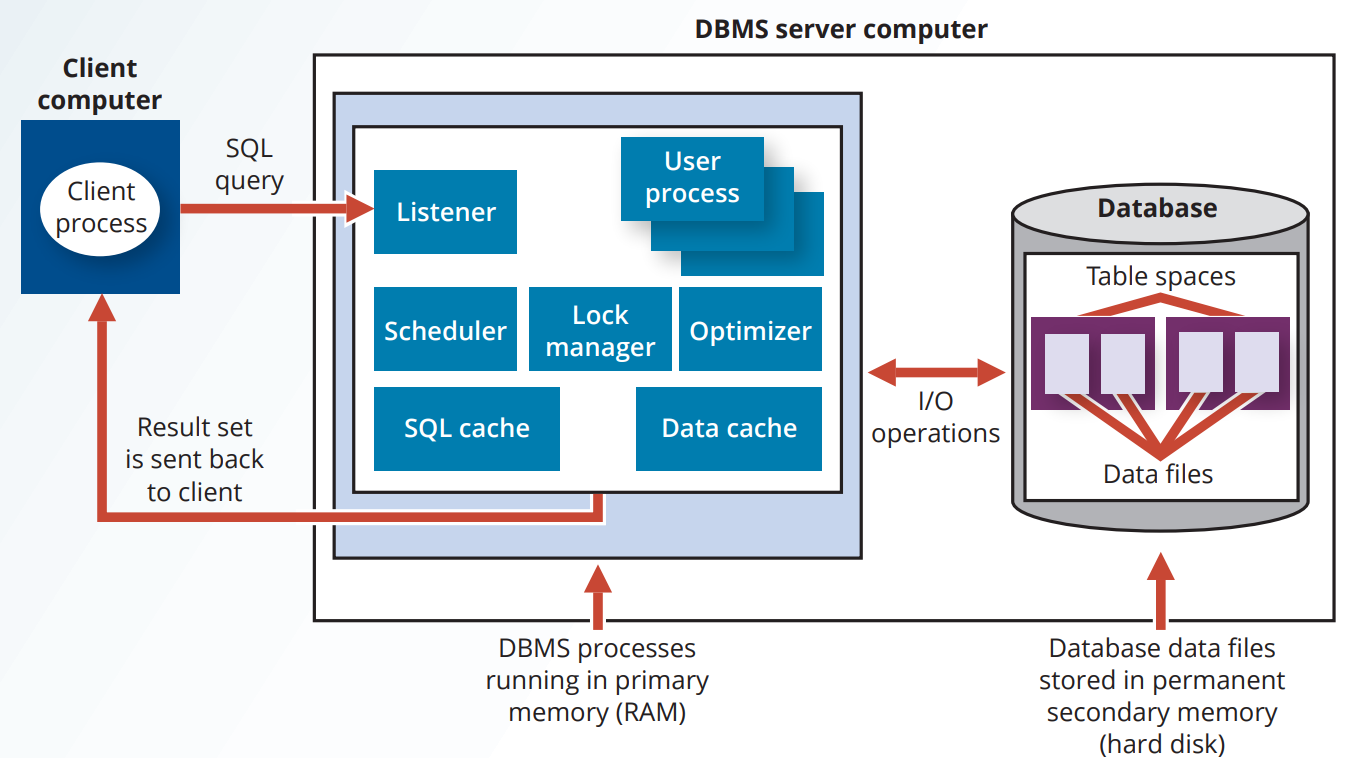 DBMS server computer
Client
computer
Client
process
SQL
query
Listener
User
process
Scheduler
Lock
manager
Optimizer
SQL cache
Data cache
Result set
is sent back
to client
I/O
operations
Database
Table spaces
Data files
DBMS processes
running in primary
memory (RAM)
Database data files
stored in permanent
secondary memory
(hard disk)